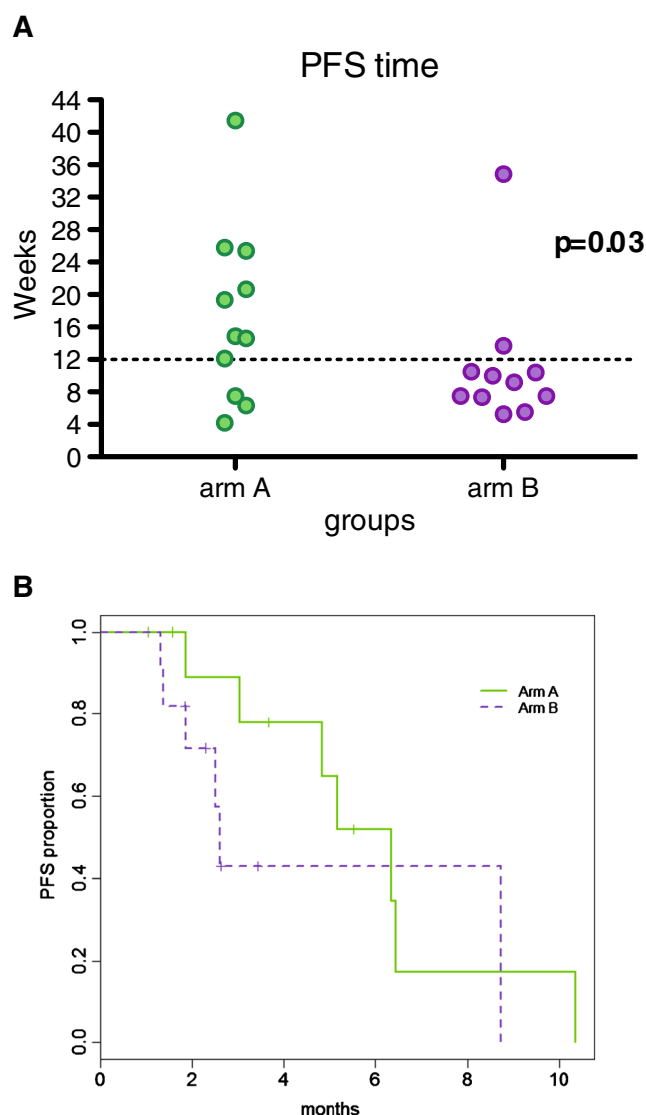 A
PFS time
44
40
36
32
28
24
20
16
12
8
4
0
Weeks
p=0.03
arm A arm B
groups
B
1.0
0.8
0.6
0.4
0.2
0.0
PFS proportion
Arm A
Arm B
0 2 4 6 8 10
months